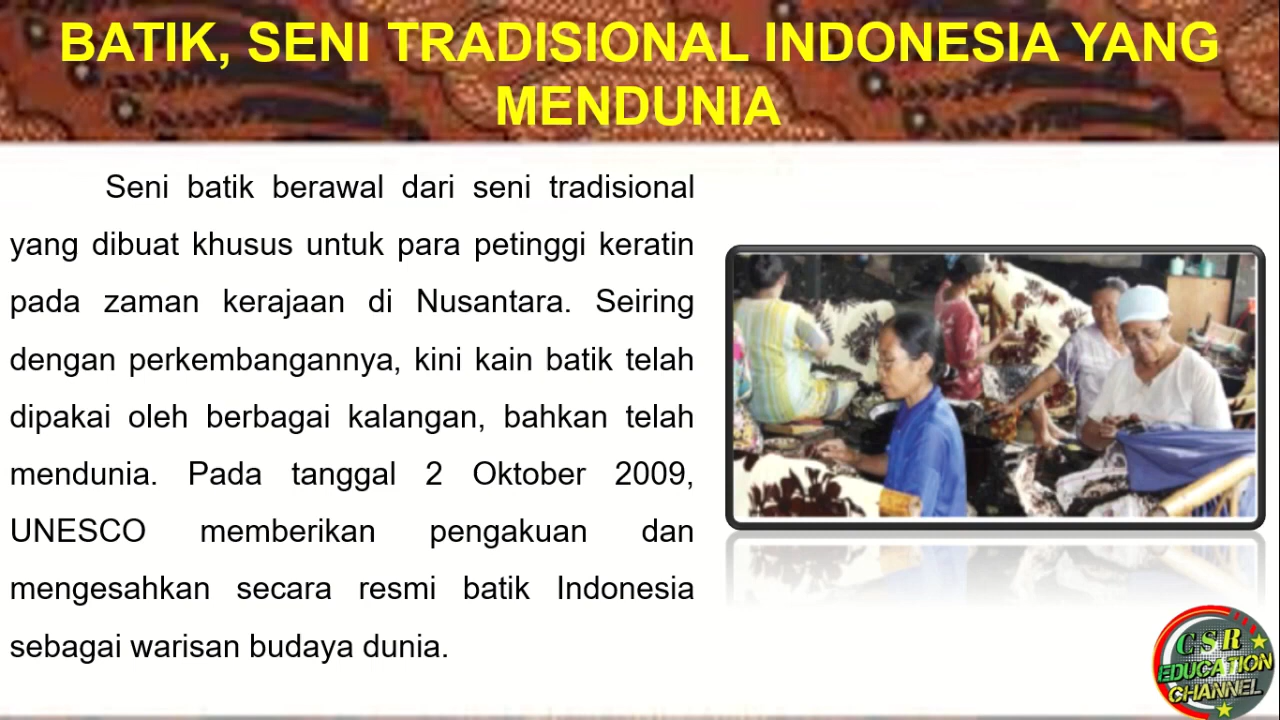 BATIK, SENI TRADISIONAL INDONESIA YANG
MENDUNIA
Seni batik berawal dari seni tradisional
yang dibuat khusus untuk para petinggi keratin
pada zaman kerajaan di Nusantara. Seiring
dengan perkembangannya, kini kain batik telah
dipakai oleh berbagai kalangan, bahkan telah
mendunia. Pada tanggal 2 Oktober 2009,
UNESCO memberikan pengakuan dan
mengesahkan secara resmi batik Indonesia
sebagai warisan budaya dunia.
CSR
EDUCATION
CHANNEL